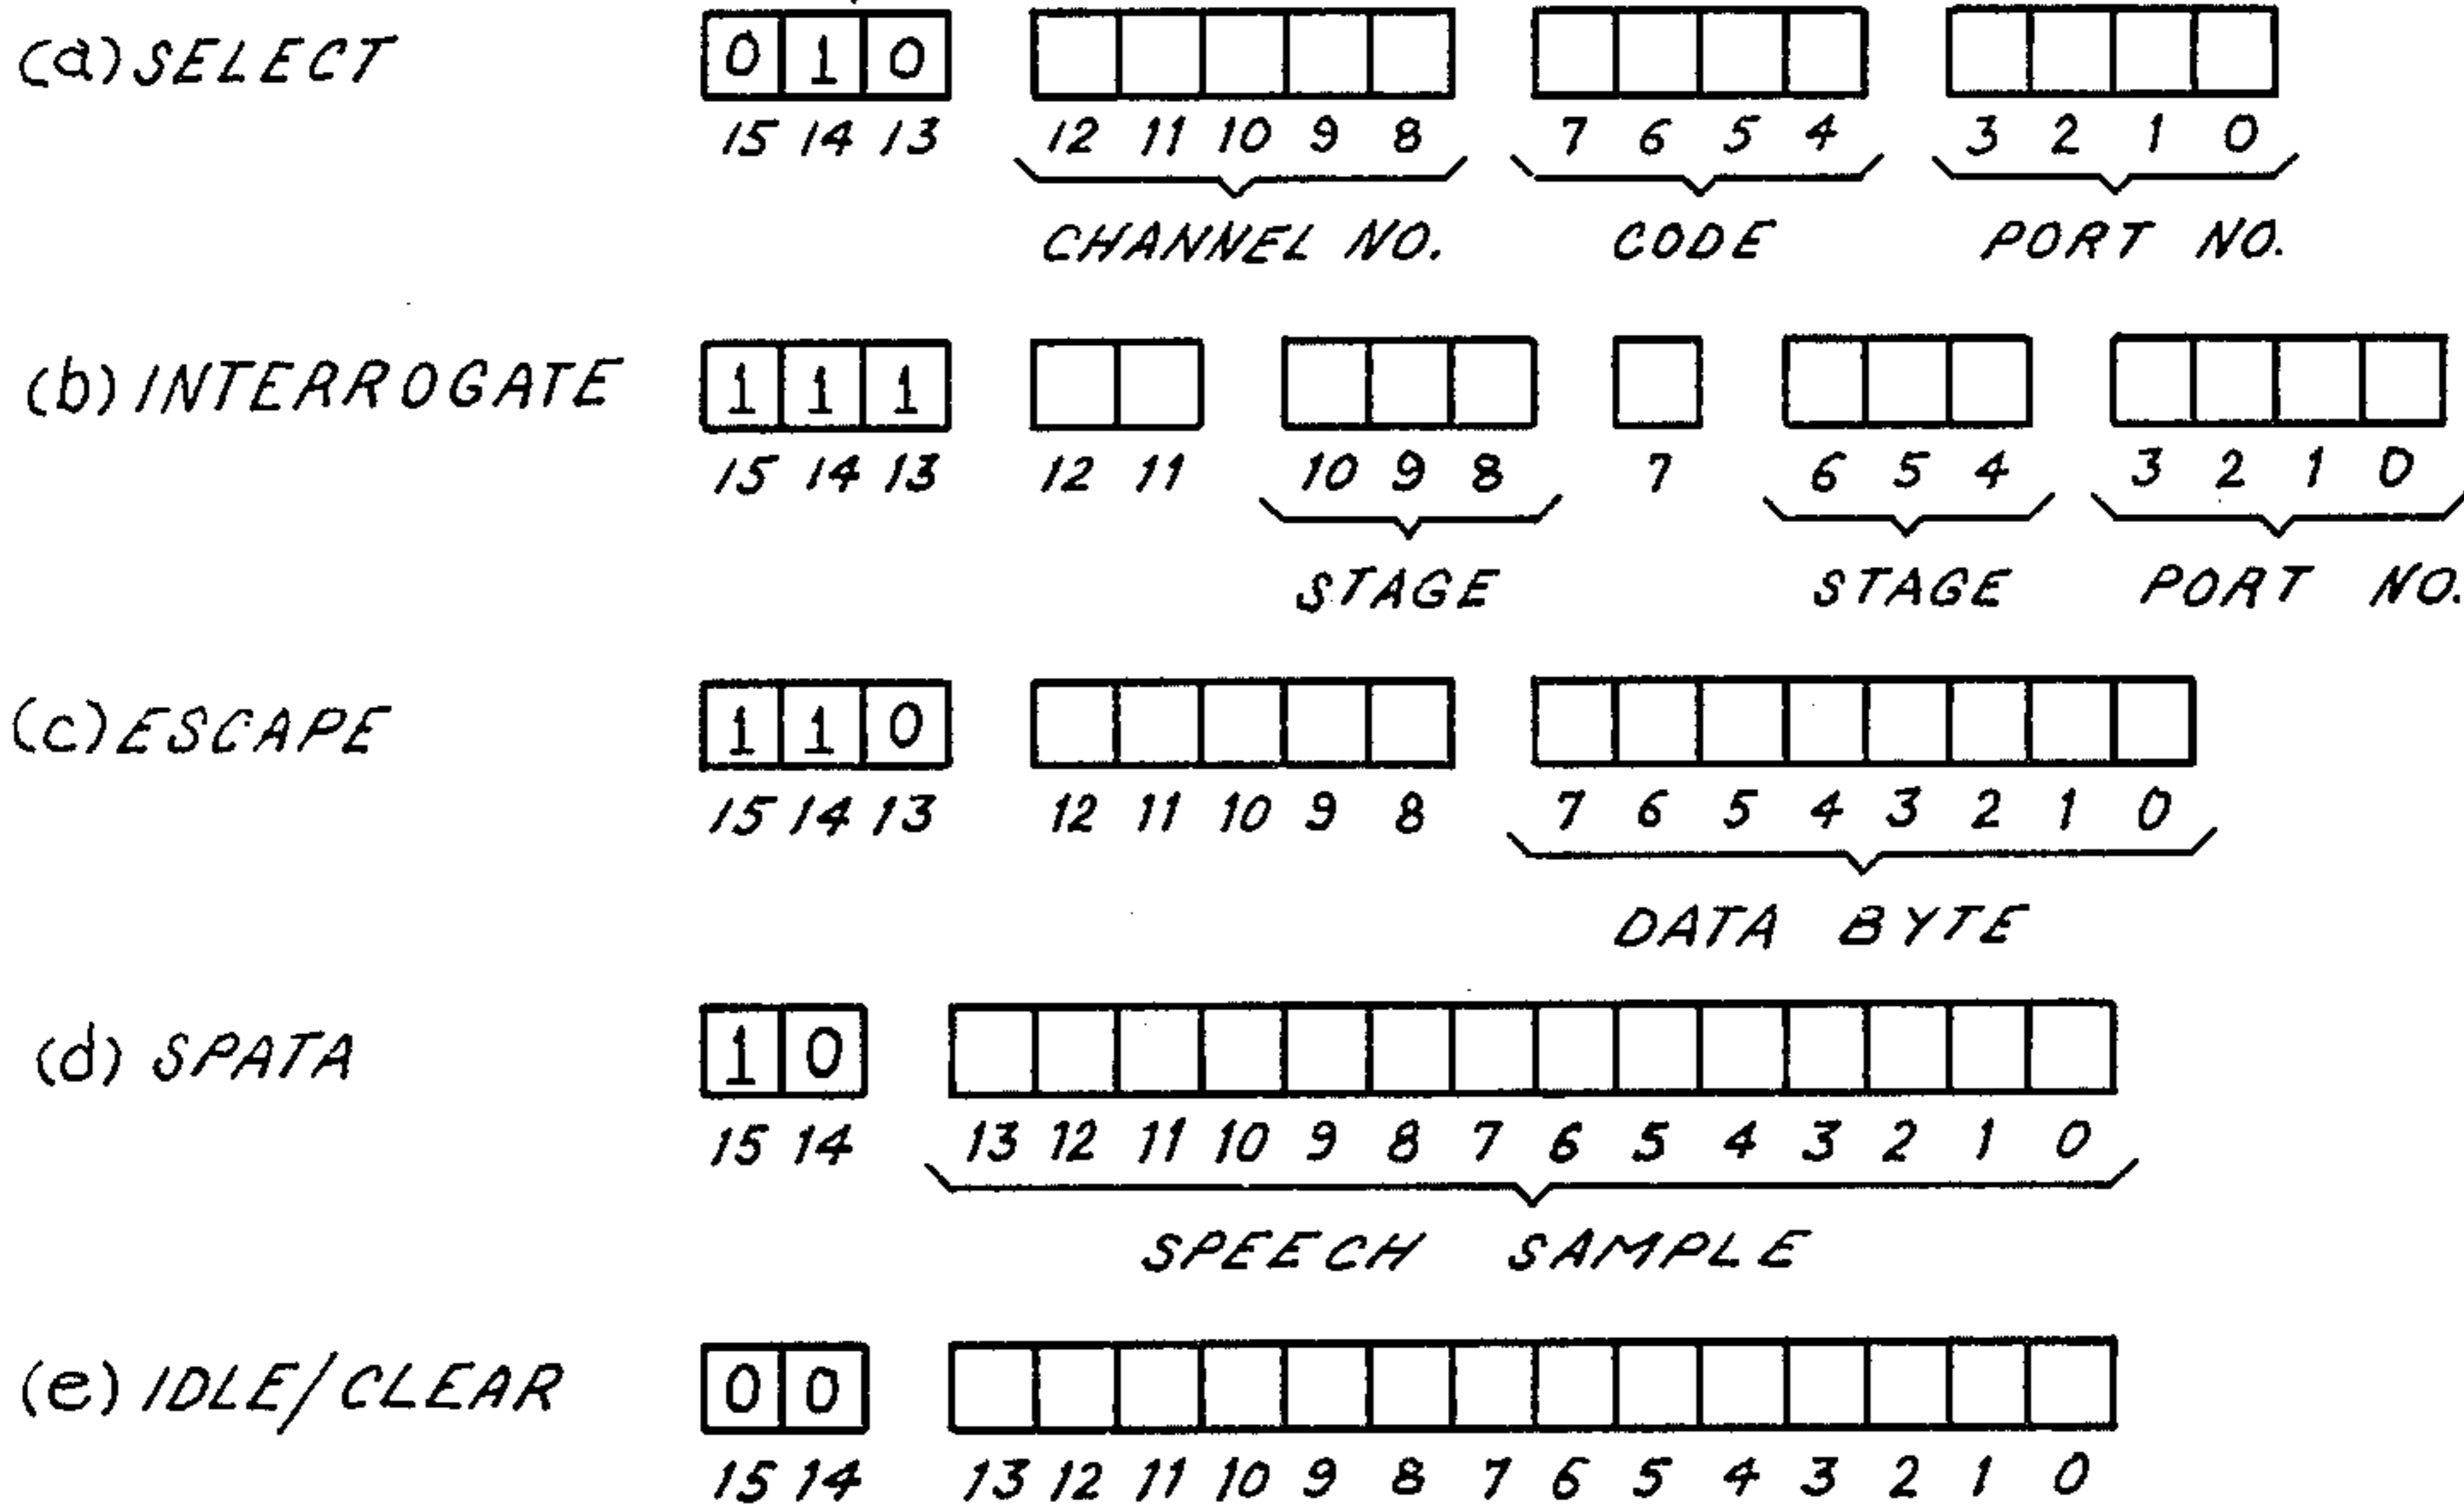 (a) SELECT 0 1 0
15 14 13 12 11 10 9 8 7 6 5 4 3 2 1 0
CHANNEL NO. CODE PORT NO.
(b) INTERROGATE 1 1 1
15 14 13 12 11 10 9 8 7 6 5 4 3 2 1 0
STAGE STAGE PORT NO.
(c) ESCAPE 1 1 0
15 14 13 12 11 10 9 8 7 6 5 4 3 2 1 0
DATA BYTE
(d) SPATA 1 0
15 14 13 12 11 10 9 8 7 6 5 4 3 2 1 0
SPEECH SAMPLE
(e) IDLE/CLEAR 0 0
15 14 13 12 11 10 9 8 7 6 5 4 3 2 1 0